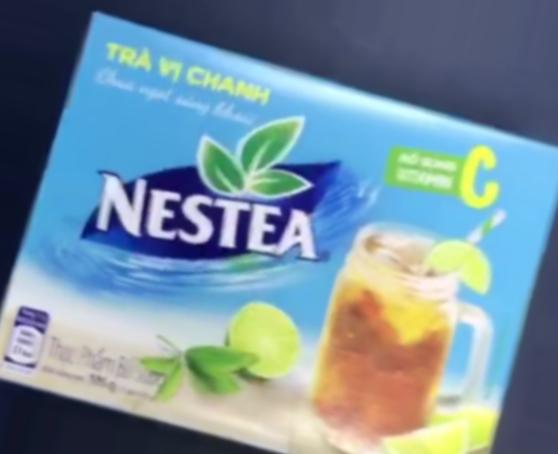 TRÀ VỊ CHANH
Chua ngọt sảng khoái
NESTEA
BỔ SUNG
VITAMIN C
Thực Phẩm Bổ Sung